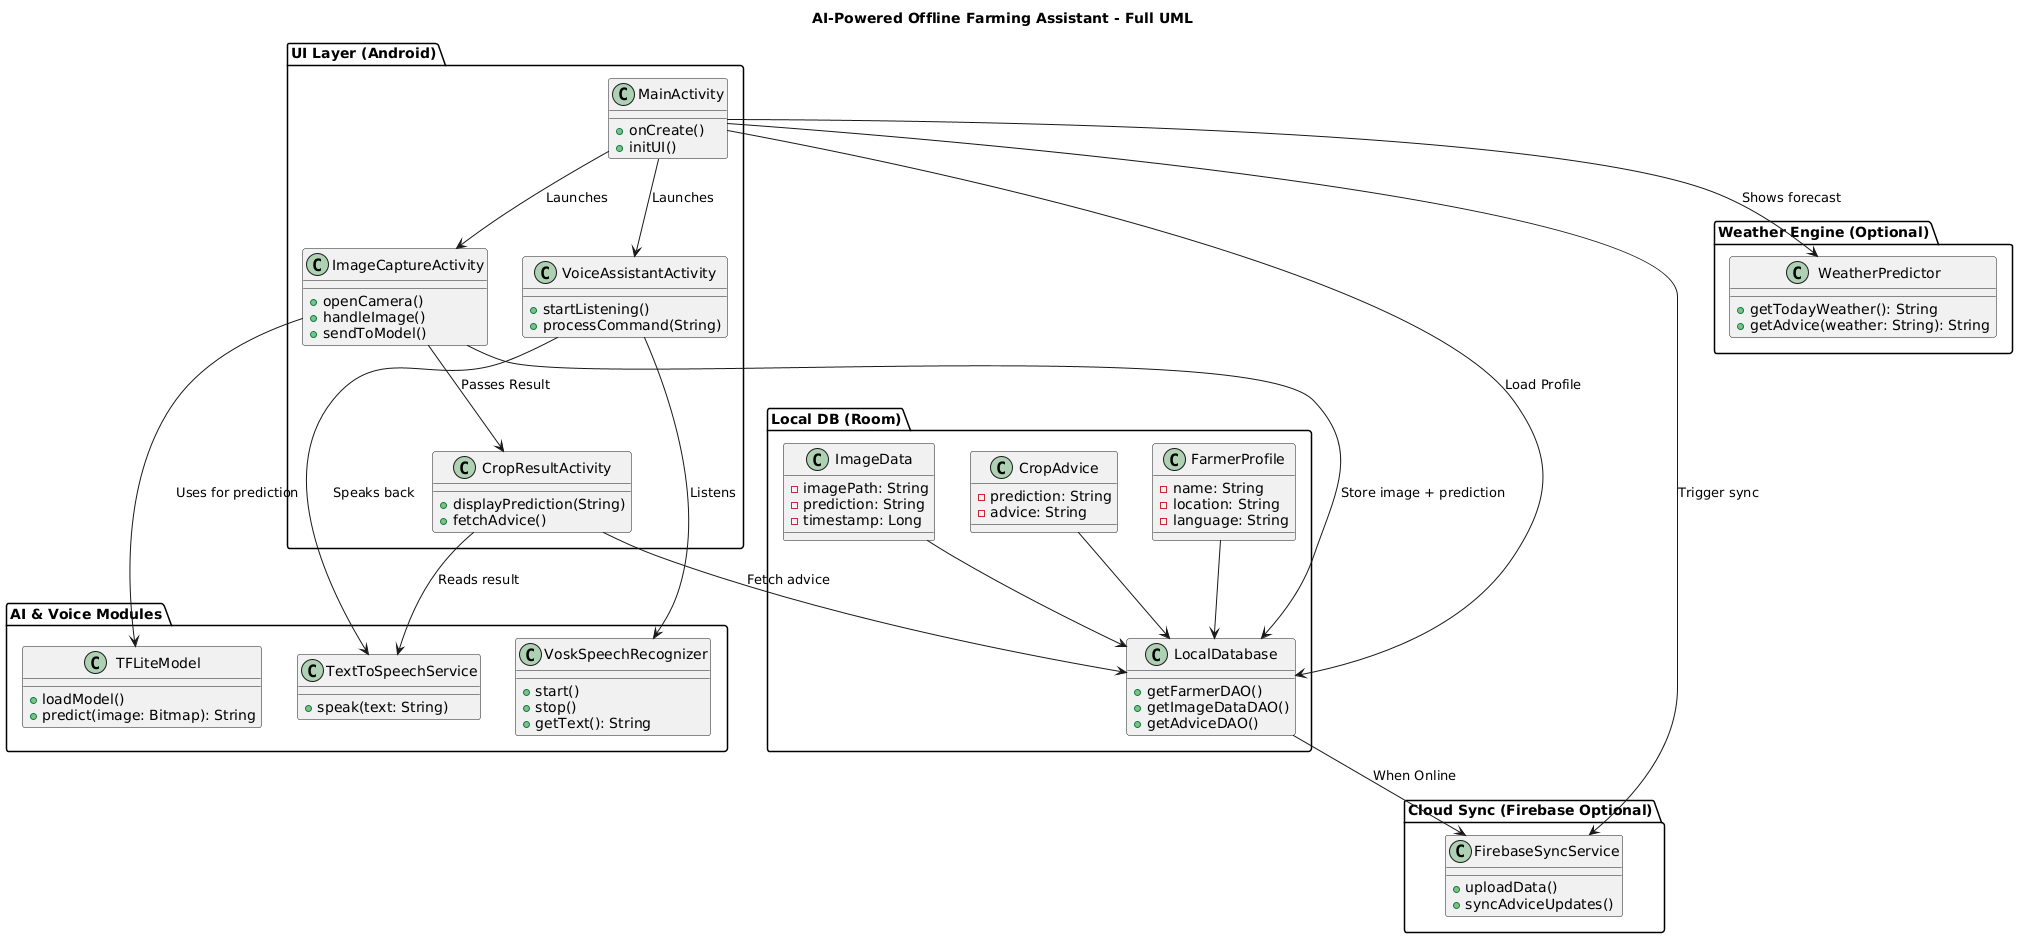 AI-Powered Offline Farming Assistant - Full UML
UI Layer (Android)
C MainActivity
onCreate()
initUI()
Launches
Launches
Shows forecast
Weather Engine (Optional)
C WeatherPredictor
getTodayWeather(): String
getAdvice(weather: String): String
C ImageCaptureActivity
openCamera()
handleImage()
sendToModel()
C VoiceAssistantActivity
startListening()
processCommand(String)
Passes Result
Load Profile
Local DB (Room)
C ImageData
imagePath: String
prediction: String
timestamp: Long
C CropAdvice
prediction: String
advice: String
C FarmerProfile
name: String
location: String
language: String
C CropResultActivity
displayPrediction(String)
fetchAdvice()
Uses for prediction
Speaks back
Listens
Store image + prediction
Trigger sync
Reads result
Fetch advice
AI & Voice Modules
C TFLiteModel
loadModel()
predict(image: Bitmap): String
C TextToSpeechService
speak(text: String)
C VoskSpeechRecognizer
start()
stop()
getText(): String
C LocalDatabase
getFarmerDAO()
getImageDataDAO()
getAdviceDAO()
When Online
Cloud Sync (Firebase Optional)
C FirebaseSyncService
uploadData()
syncAdviceUpdates()